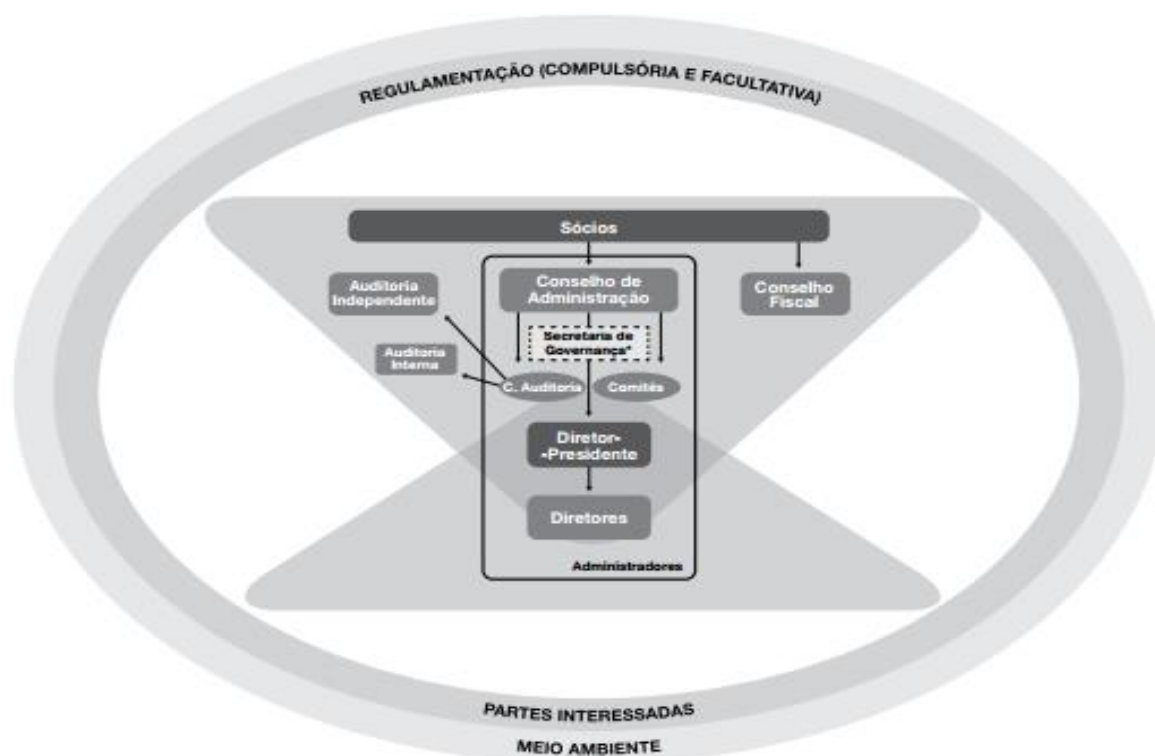 REGULAMENTAÇÃO (COMPULSÓRIA E FACULTATIVA)
Sócios
Auditoria
Independente
Conselho de
Administração
Conselho
Fiscal
Secretaria de
Governança*
Auditoria
Interna
C. Auditoria
Comitês
Diretor-
-Presidente
Diretores
Administradores
PARTES INTERESSADAS
MEIO AMBIENTE